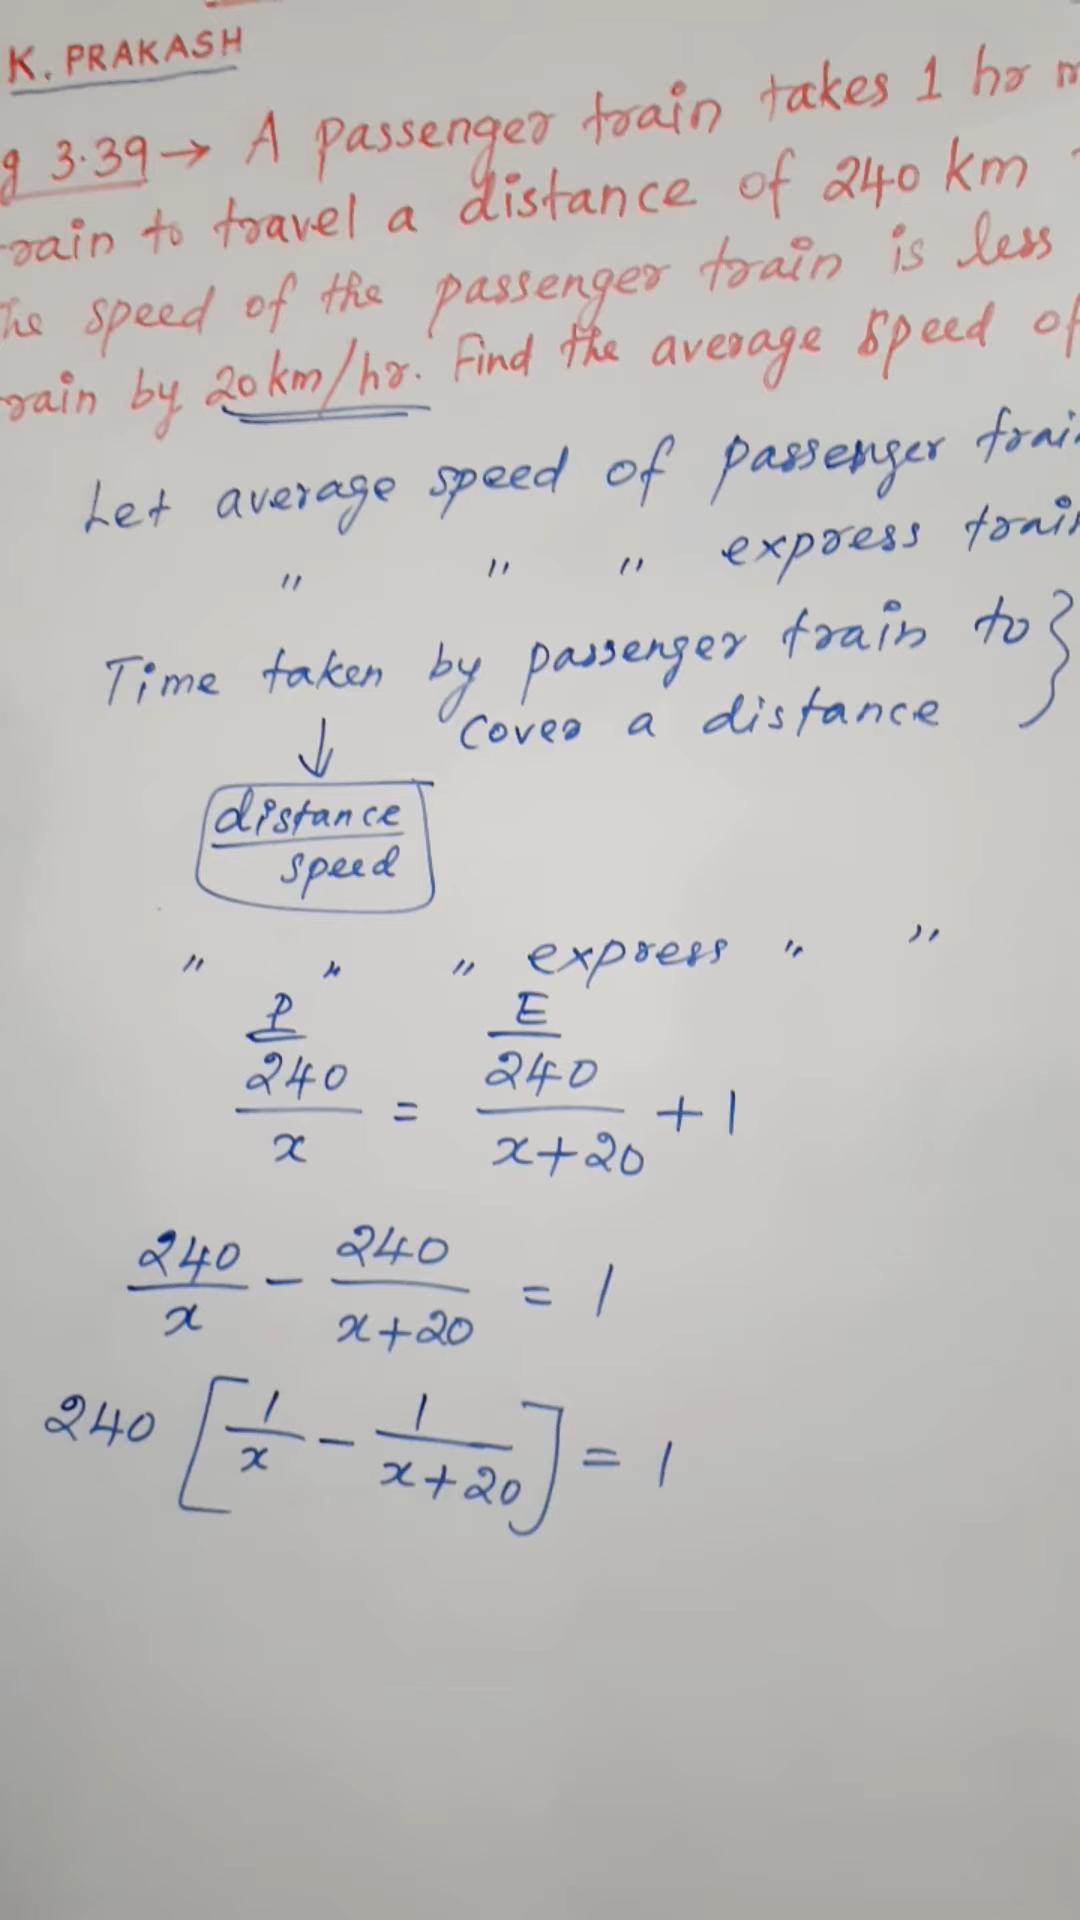 K. PRAKASH
g 3.39 → A passenger train takes 1 hr
rain to travel a distance of 240 km
The speed of the passenger train is less
rain by 20 km/hr. Find the average speed of
Let average speed of passenger train
" " " express train
Time taken by passenger train to }
cover a distance
↓
distance
speed
" " " express " "
P E
240/x = 240/x+20 + 1
240/x - 240/x+20 = 1
240 [1/x - 1/x+20] = 1